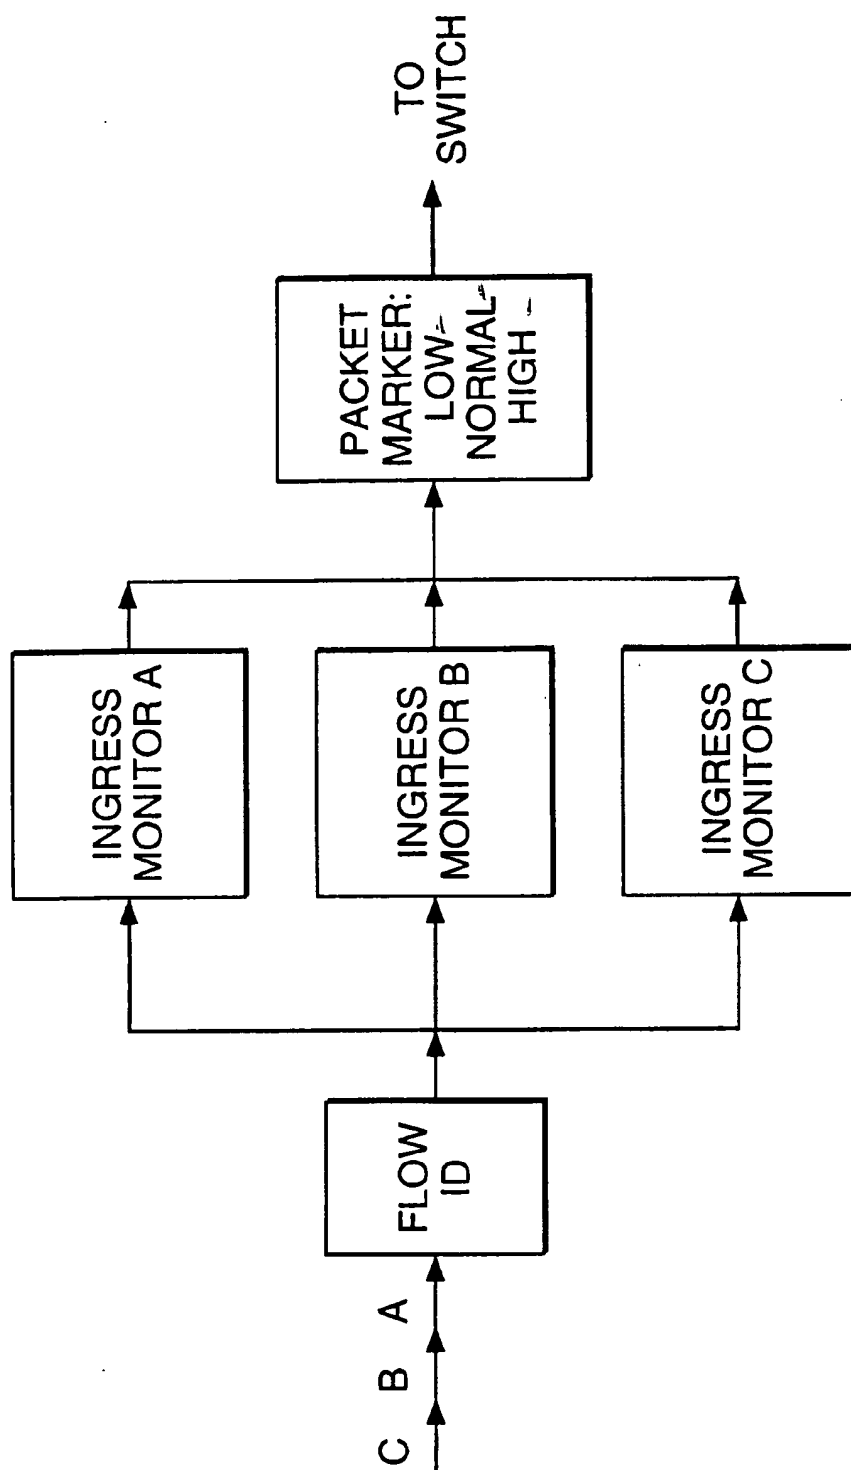 C B A
FLOW
ID
INGRESS
MONITOR A
INGRESS
MONITOR B
INGRESS
MONITOR C
PACKET
MARKER:
LOW
NORMAL
HIGH
TO
SWITCH